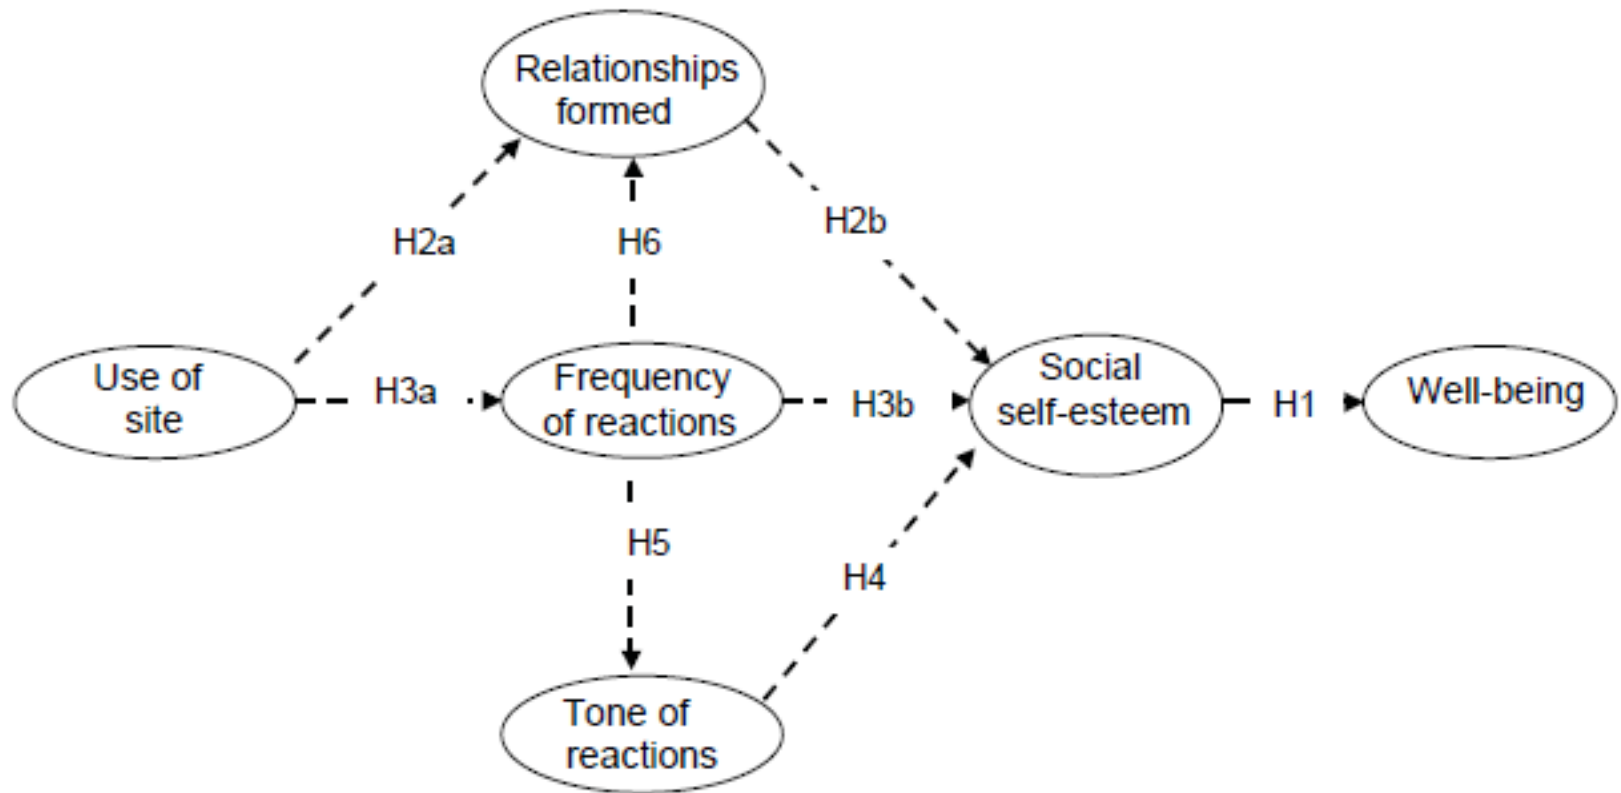 Relationships
formed
H2a
H6
H2b
Use of
site
H3a
Frequency
of reactions
H3b
Social
self-esteem
H1
Well-being
H5
H4
Tone of
reactions